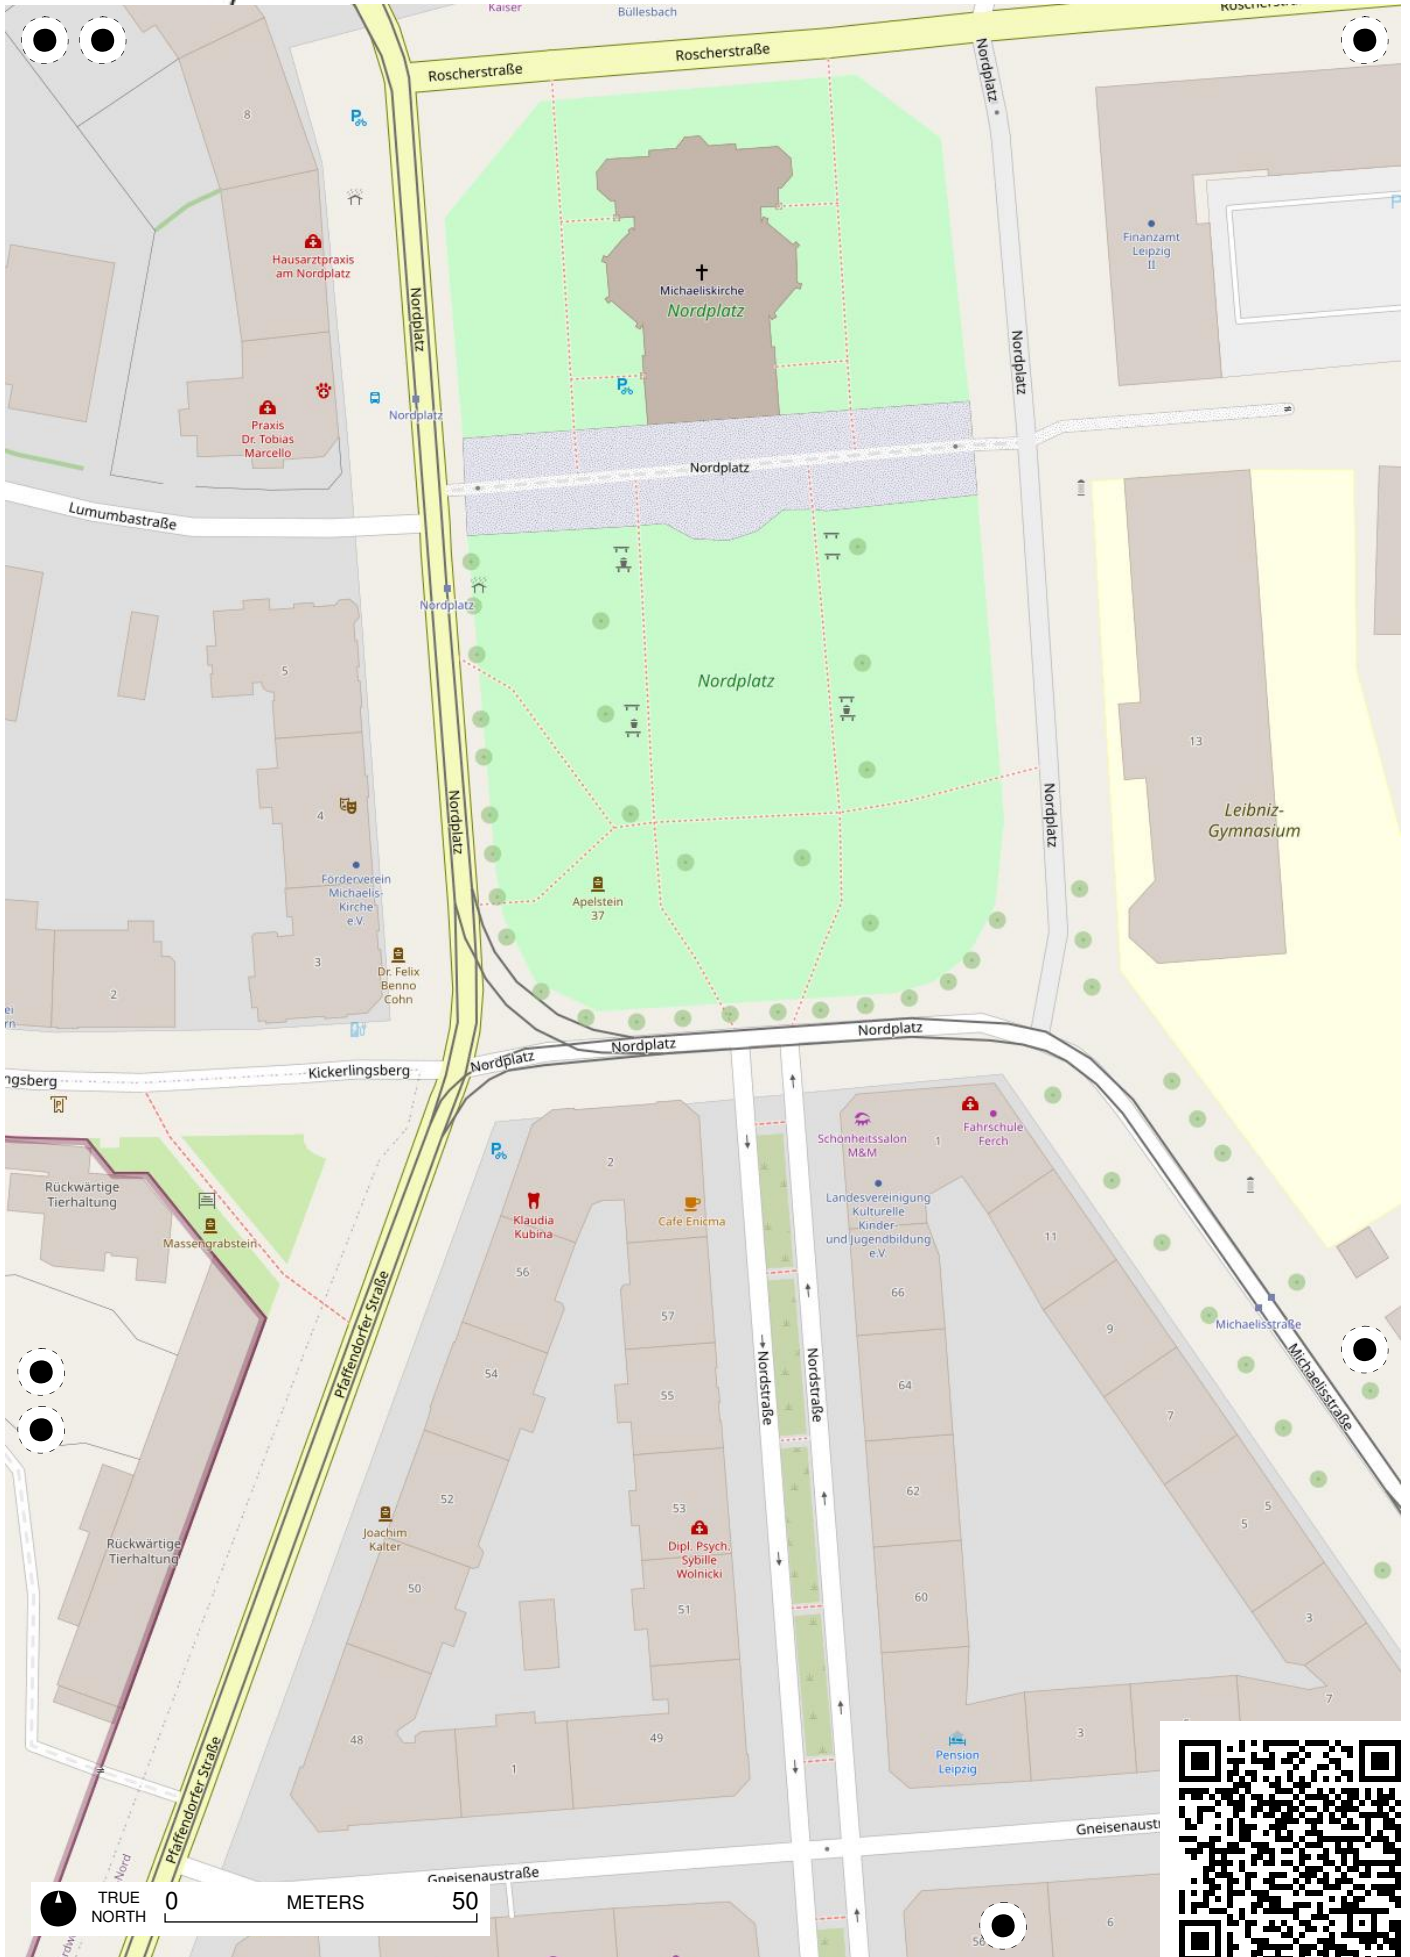 Kaiser
Büllesbach
Roscherstraße
Roscherstraße
Nordplatz
8
Hausarztpraxis
am Nordplatz
Finanzamt
Leipzig
II
Michaeliskirche
Nordplatz
Nordplatz
Nordplatz
Nordplatz
Praxis
Dr. Tobias
Marcello
Nordplatz
Lumumbastraße
Nordplatz
5
Nordplatz
13
4
Nordplatz
Nordplatz
Leibniz-
Gymnasium
Förderverein
Michaelis-
Kirche
e.V.
Apelstein
37
3
Dr. Felix
Benno
Cohn
2
Nordplatz
Nordplatz
Nordplatz
Kickerlingsberg
ngsberg
P
Schönheitssalon
M&M
1
Fahrschule
Ferch
2
Rückwärtige
Tierhaltung
Massengrabstein
Klaudia
Kubina
Cafe Enigma
Landesvereinigung
Kulturelle
Kinder-
und Jugendbildung
e.V.
11
56
66
57
9
Michaelisstraße
Pfaffendorfer Straße
54
55
Nordstraße
Nordstraße
64
7
Michaelisstraße
52
53
62
5
5
Joachim
Kalter
Dipl. Psych.
Sybille
Wolnicki
Rückwärtige
Tierhaltung
50
51
60
3
48
1
49
Pension
Leipzig
3
7
Pfaffendorfer Straße
Gneisenaustr
Gneisenaustraße
-Nord
TRUE
NORTH
0 METERS 50
6